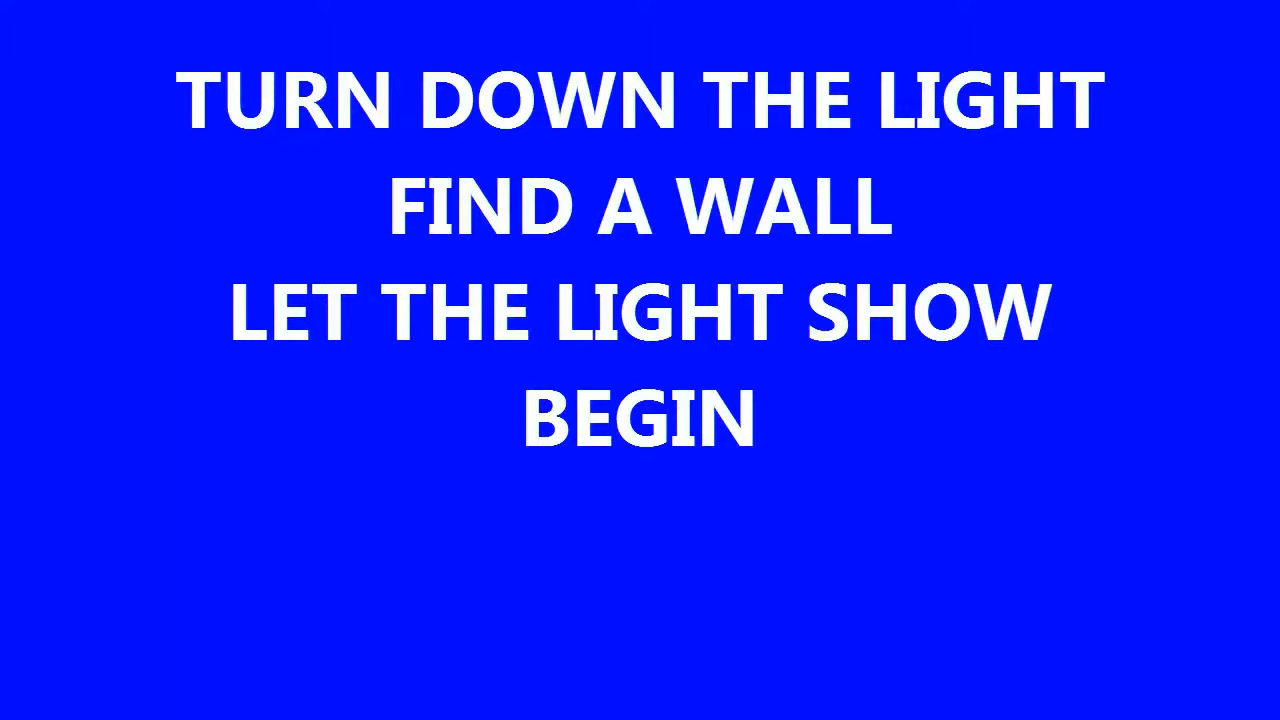 TURN DOWN THE LIGHT
FIND A WALL
LET THE LIGHT SHOW
BEGIN